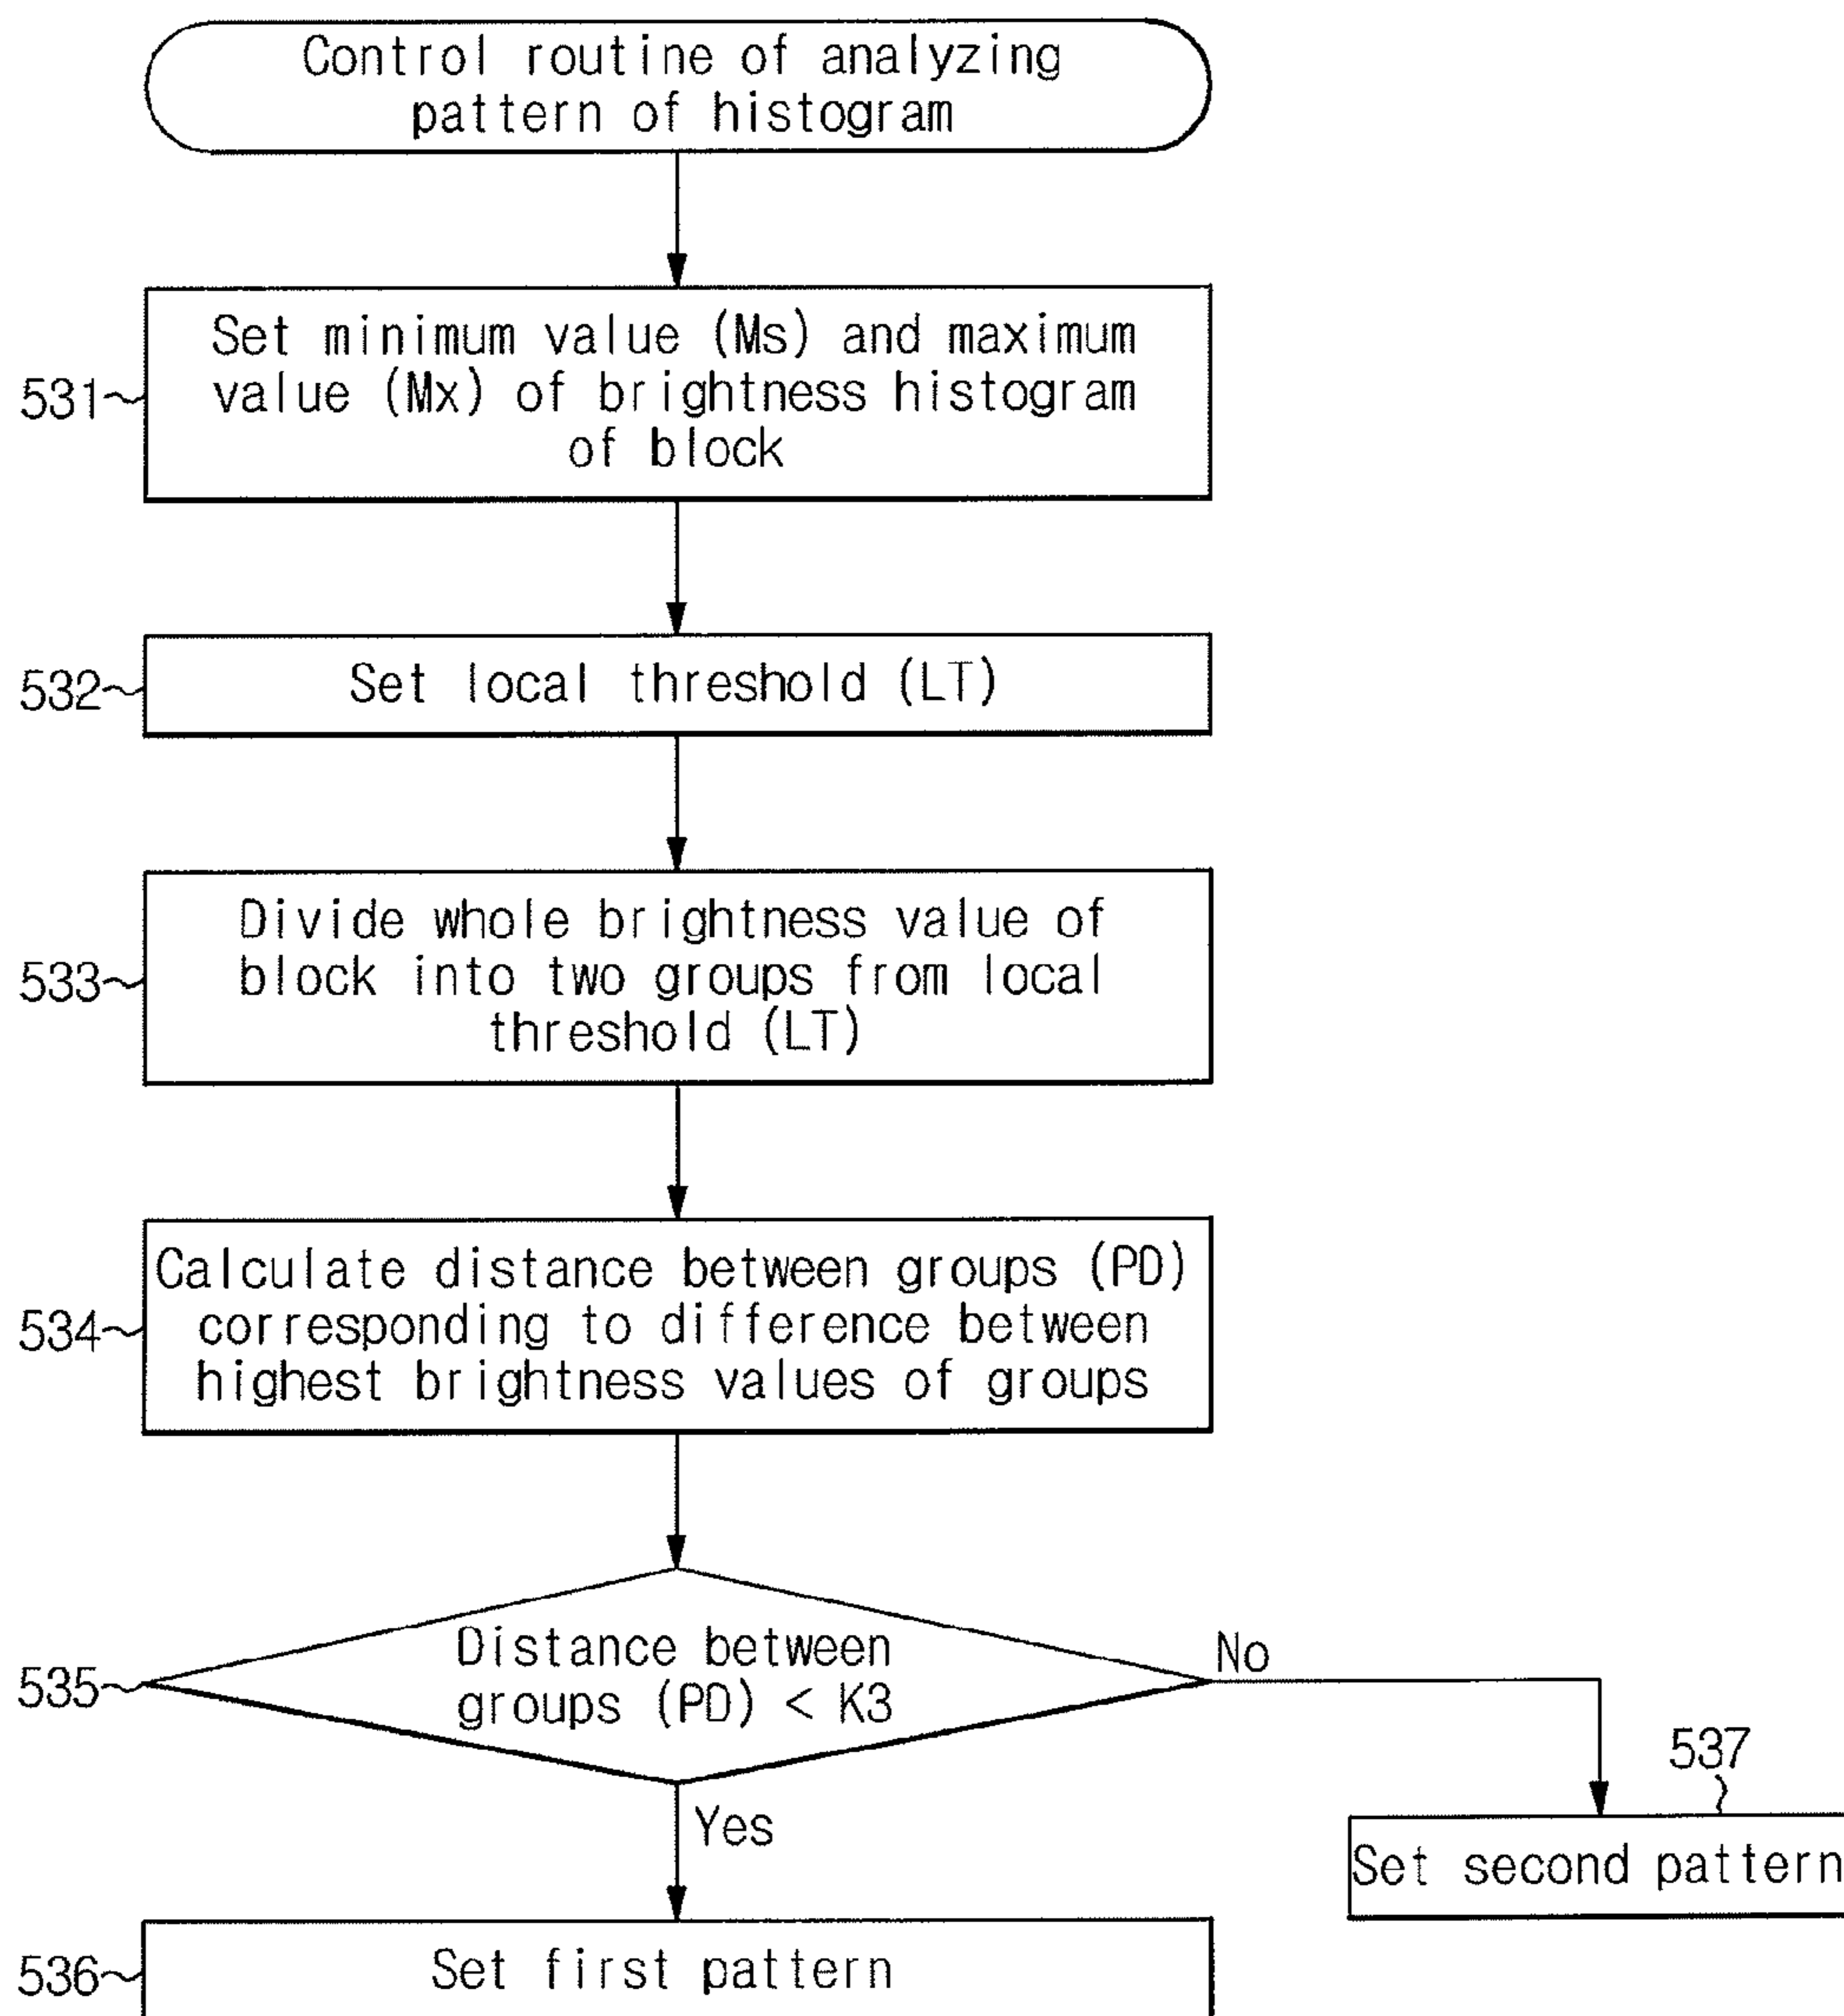 Control routine of analyzing
pattern of histogram
531
Set minimum value (Ms) and maximum
value (Mx) of brightness histogram
of block
532
Set local threshold (LT)
533
Divide whole brightness value of
block into two groups from local
threshold (LT)
534
Calculate distance between groups (PD)
corresponding to difference between
highest brightness values of groups
535
Distance between
groups (PD) < K3
No
Yes
537
Set second pattern
536
Set first pattern